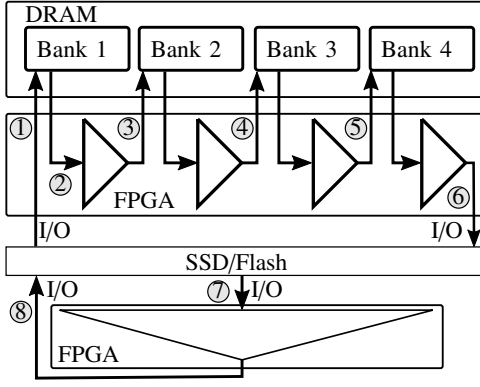 DRAM
Bank 1 Bank 2 Bank 3 Bank 4
① ③ ④ ⑤
② ⑥
FPGA
I/O I/O
SSD/Flash
⑧ I/O ⑦ I/O
FPGA